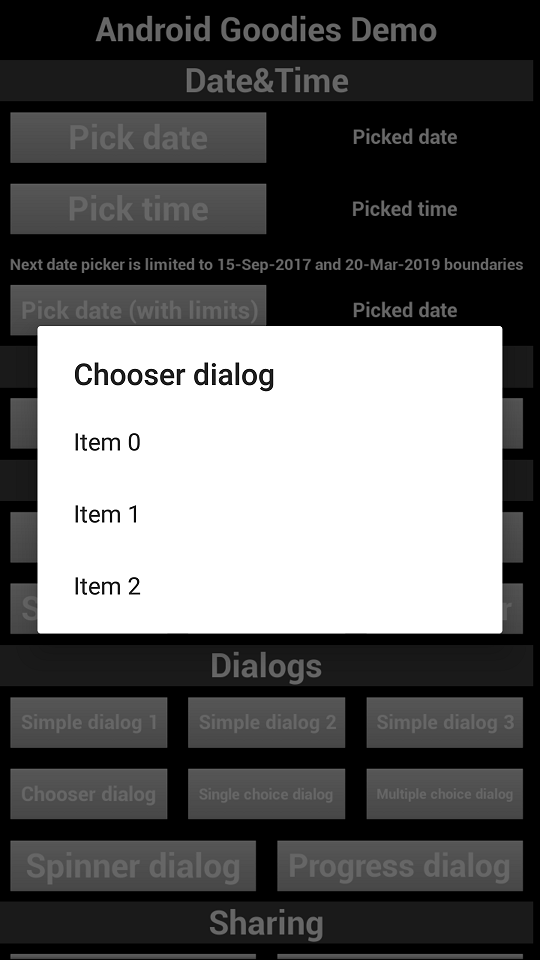 Android Goodies Demo
Date&Time
Pick date
Picked date
Pick time
Picked time
Next date picker is limited to 15-Sep-2017 and 20-Mar-2019 boundaries
Pick date (with limits)
Picked date
Chooser dialog
Item 0
Item 1
Item 2
Dialogs
Simple dialog 1
Simple dialog 2
Simple dialog 3
Chooser dialog
Single choice dialog
Multiple choice dialog
Spinner dialog
Progress dialog
Sharing